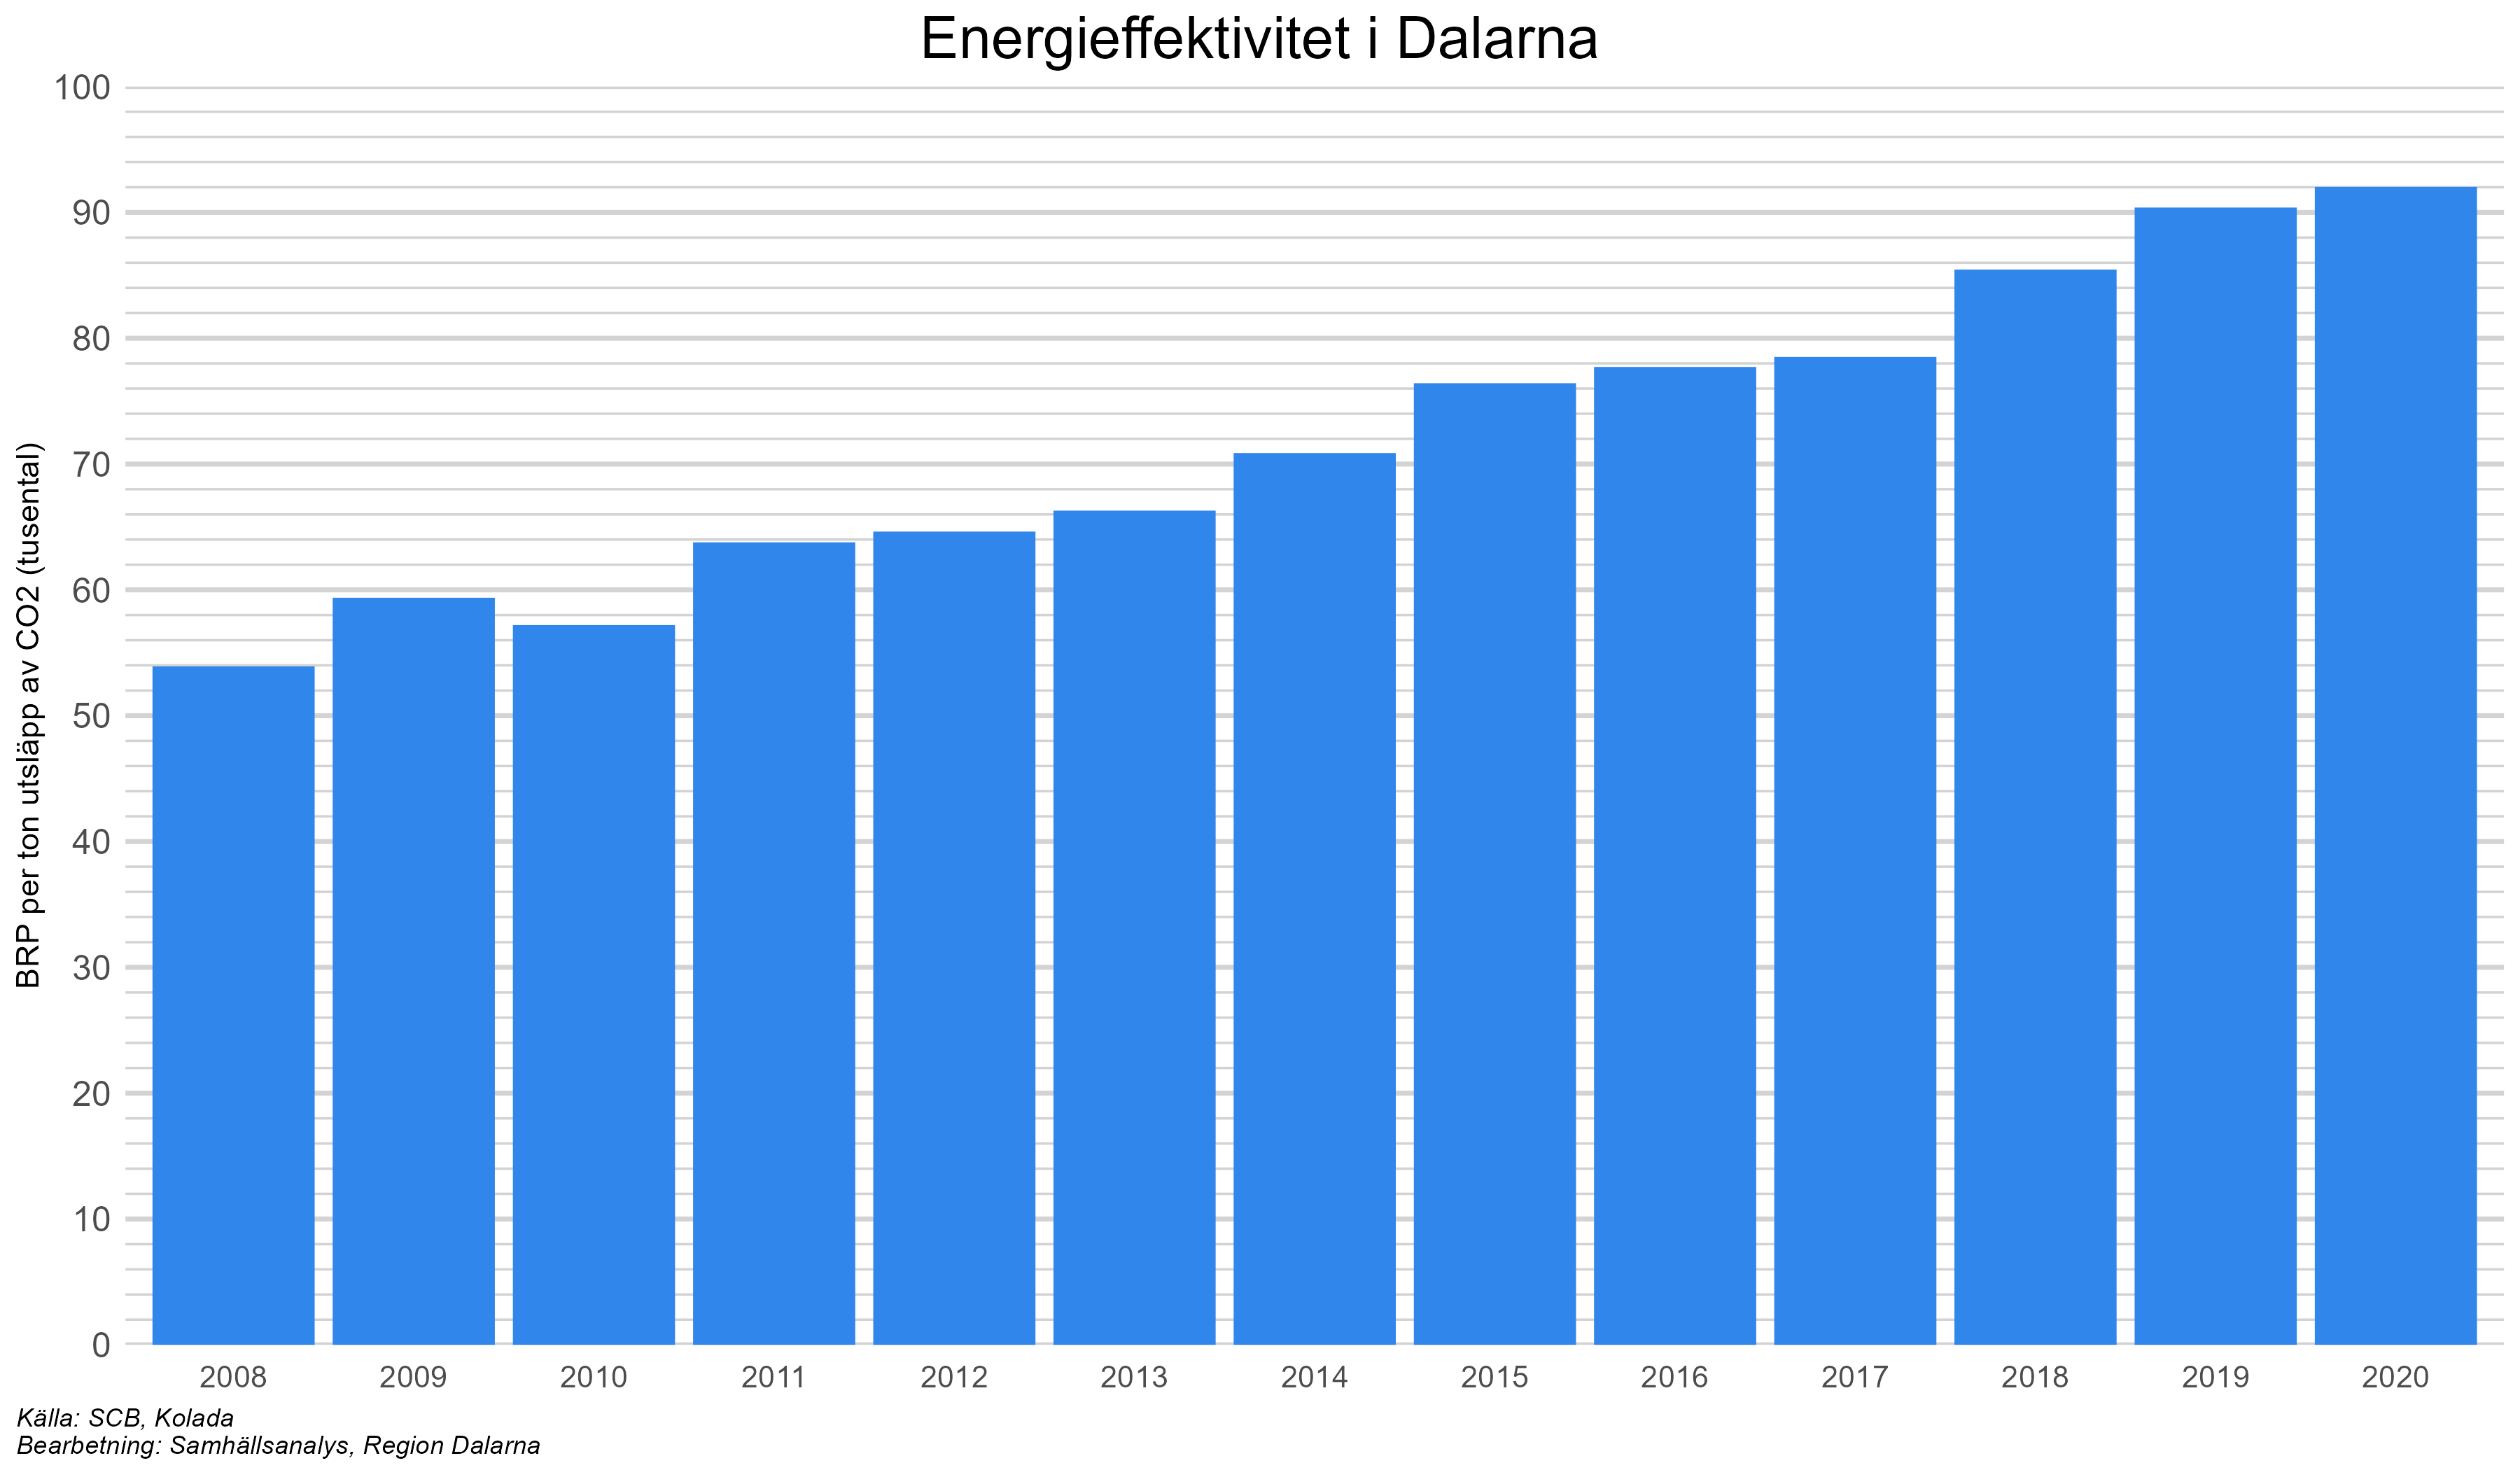 Energieffektivitet i Dalarna
BRP per ton utsläpp av CO2 (tusental)
100
90
80
70
60
50
40
30
20
10
0
2008 2009 2010 2011 2012 2013 2014 2015 2016 2017 2018 2019 2020
Källa: SCB, Kolada
Bearbetning: Samhällsanalys, Region Dalarna